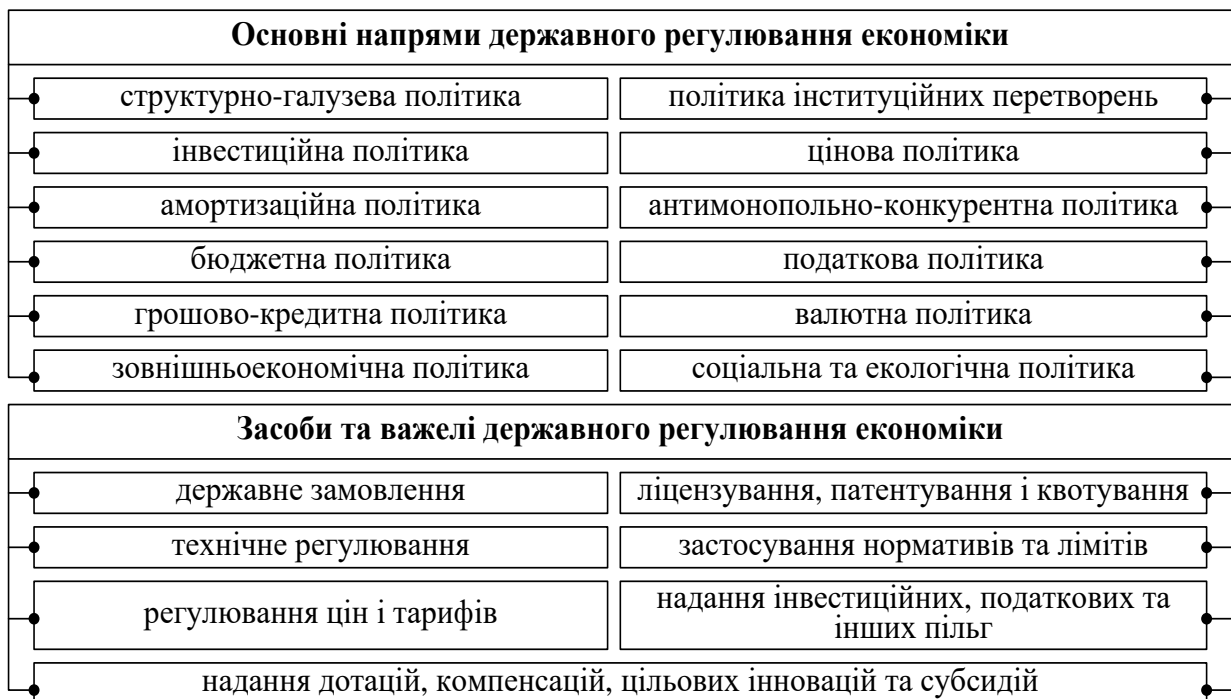 Основні напрями державного регулювання економіки
структурно-галузева політика
політика інституційних перетворень
інвестиційна політика
цінова політика
амортизаційна політика
антимонопольно-конкурентна політика
бюджетна політика
податкова політика
грошово-кредитна політика
валютна політика
зовнішньоекономічна політика
соціальна та екологічна політика
Засоби та важелі державного регулювання економіки
державне замовлення
ліцензування, патентування і квотування
технічне регулювання
застосування нормативів та лімітів
регулювання цін і тарифів
надання інвестиційних, податкових та
інших пільг
надання дотацій, компенсацій, цільових інновацій та субсидій